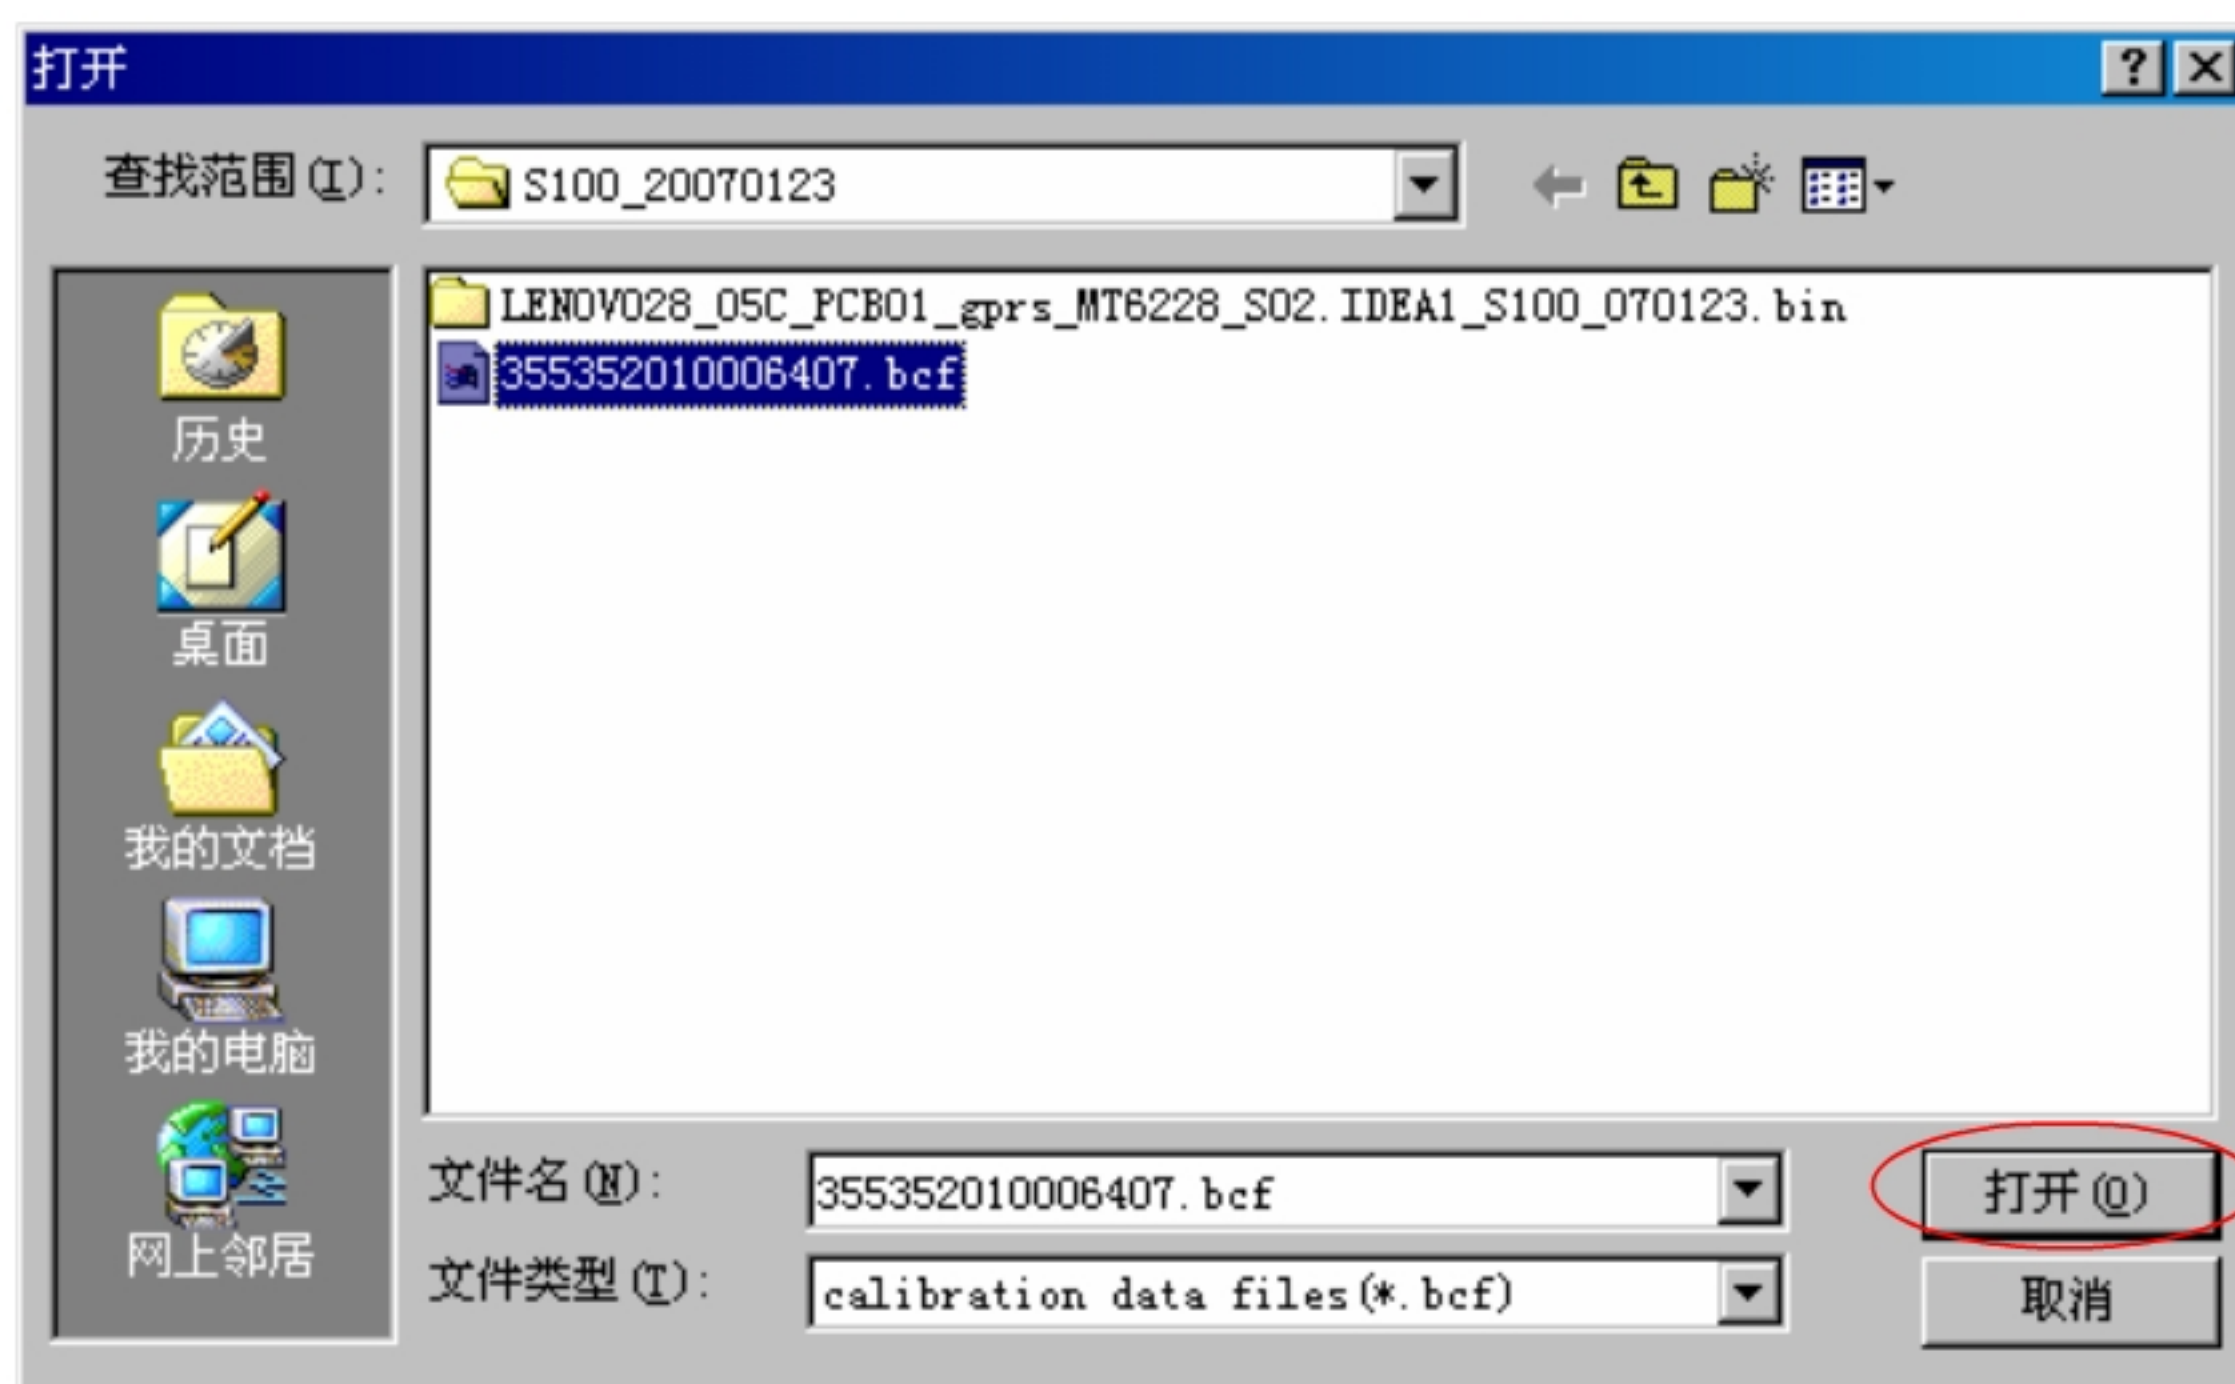 打开
查找范围(I):
S100_20070123
LENOVO28_05C_PCB01_gprs_MT6228_S02.IDEA1_S100_070123.bin
355352010006407.bcf
历史
桌面
我的文档
我的电脑
网上邻居
文件名(N):
355352010006407.bcf
打开(O)
文件类型(T):
calibration data files(*.bcf)
取消